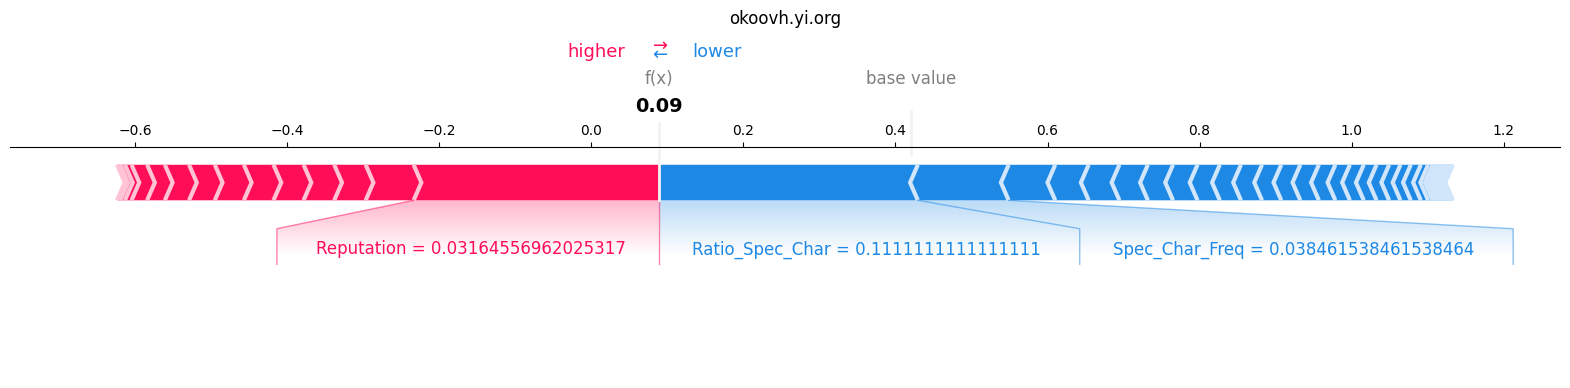 okoovh.yi.org
higher → ← lower
f(x) base value
0.09
−0.6 −0.4 −0.2 0.0 0.2 0.4 0.6 0.8 1.0 1.2
Reputation = 0.03164556962025317 Ratio_Spec_Char = 0.1111111111111111 Spec_Char_Freq = 0.038461538461538464